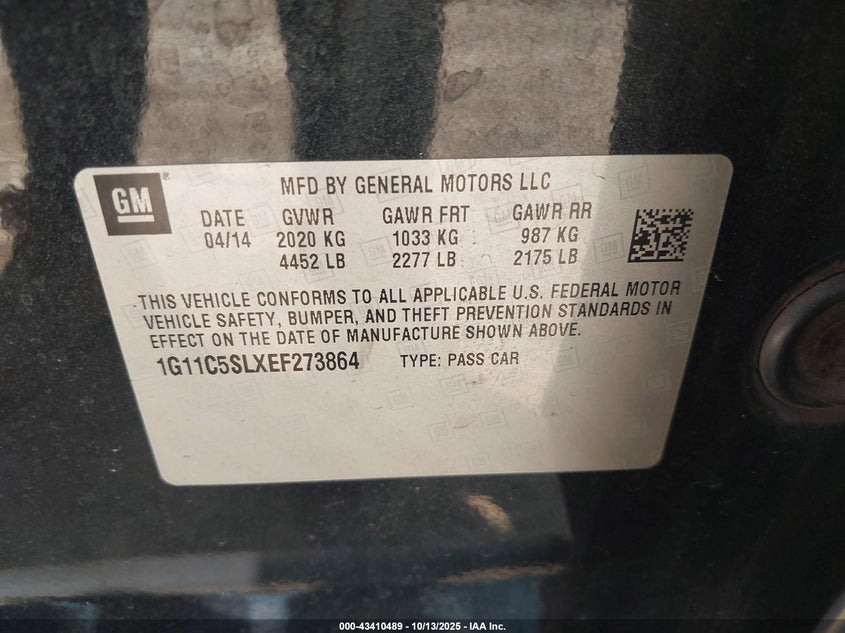 GM
MFD BY GENERAL MOTORS LLC
DATE GVWR GAWR FRT GAWR RR
04/14 2020 KG 1033 KG 987 KG
4452 LB 2277 LB 2175 LB
THIS VEHICLE CONFORMS TO ALL APPLICABLE U.S. FEDERAL MOTOR
VEHICLE SAFETY, BUMPER, AND THEFT PREVENTION STANDARDS IN
EFFECT ON THE DATE OF MANUFACTURE SHOWN ABOVE.
1G11C5SLXEF273864 TYPE: PASS CAR
000-43410489 - 10/13/2025 - IAA Inc.